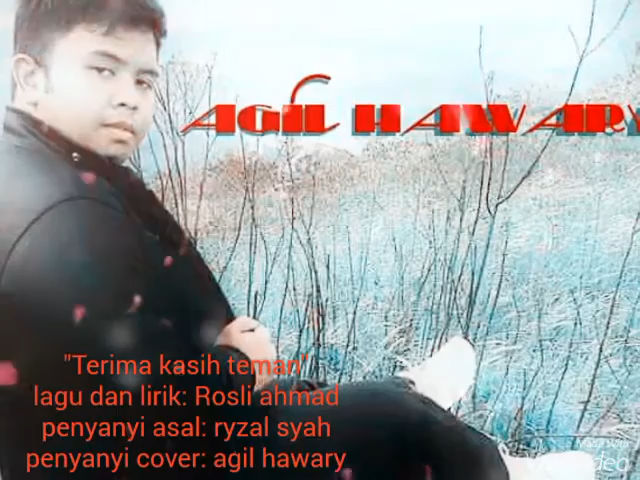 AGIL HAWARY
"Terima kasih teman"
lagu dan lirik: Rosli ahmad
penyanyi asal: ryzal syah
penyanyi cover: agil hawary